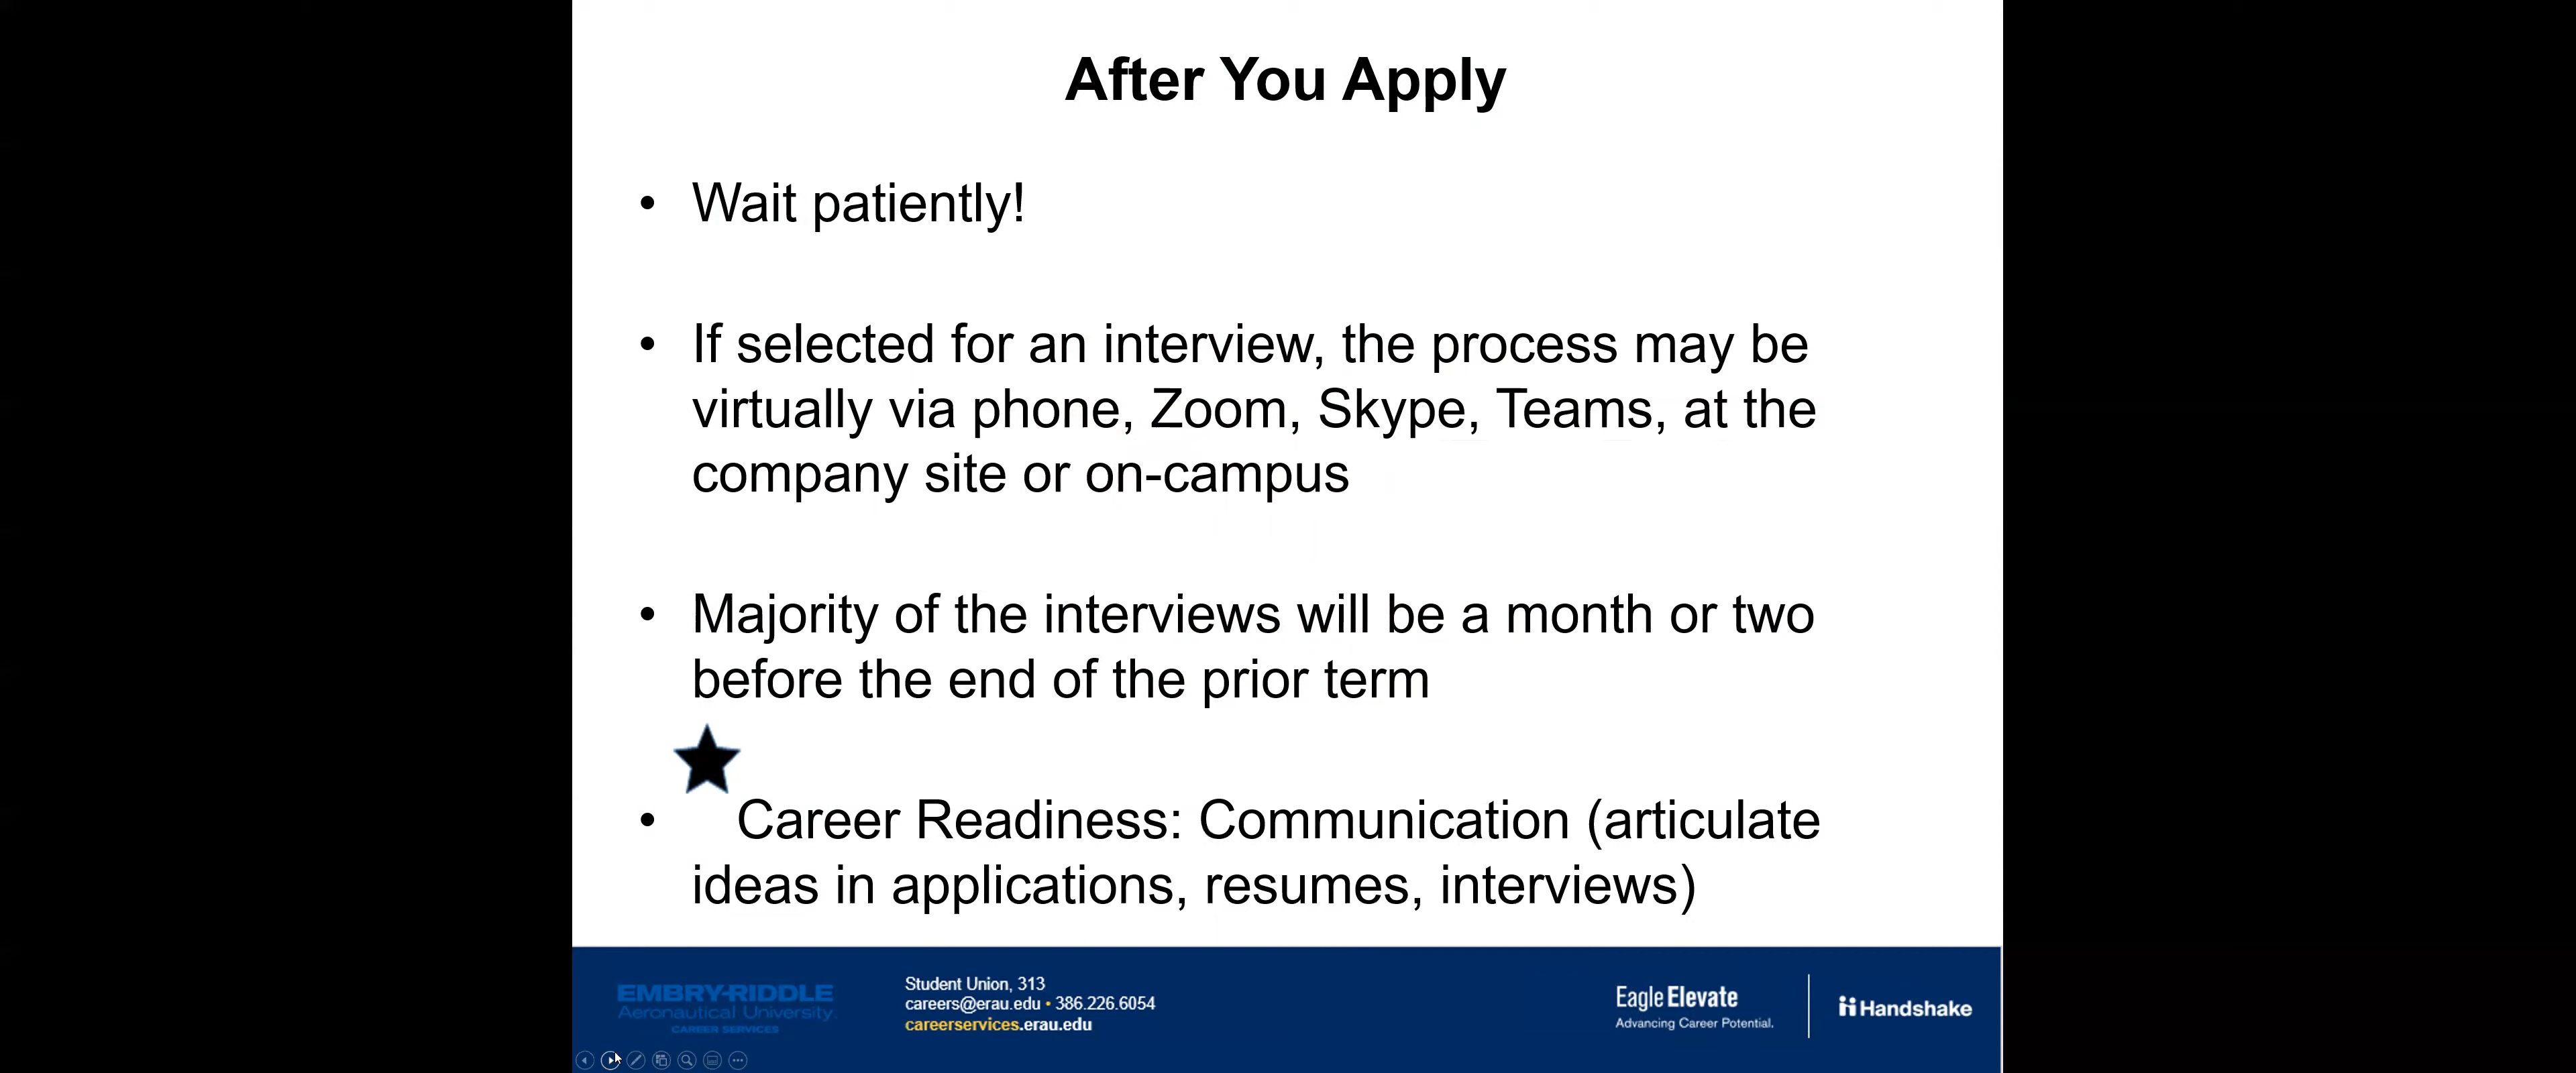 After You Apply
• Wait patiently!
• If selected for an interview, the process may be
virtually via phone, Zoom, Skype, Teams, at the
company site or on-campus
• Majority of the interviews will be a month or two
before the end of the prior term
• Career Readiness: Communication (articulate
ideas in applications, resumes, interviews)
EMBRY-RIDDLE
Aeronautical University.
CAREER SERVICES
Student Union, 313
careers@erau.edu • 386.226.6054
careerservices.erau.edu
Eagle Elevate
Advancing Career Potential.
Handshake